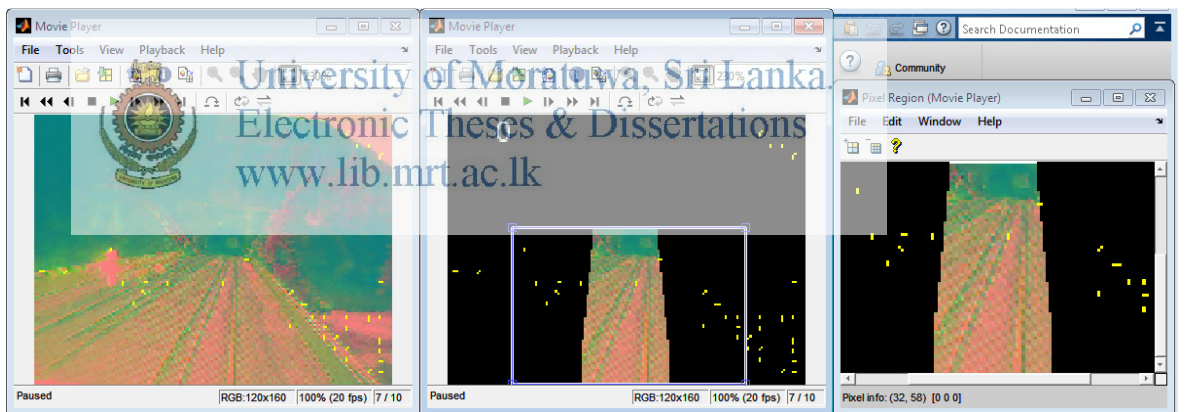 Movie Player
File Tools View Playback Help
230%
Paused
RGB:120x160 100% (20 fps) 7 / 10
Movie Player
File Tools View Playback Help
230%
Paused
RGB:120x160 100% (20 fps) 7 / 10
Search Documentation
Community
Pixel Region (Movie Player)
File Edit Window Help
Pixel info: (32, 58) [0 0 0]
University of Moratuwa, Sri Lanka.
Electronic Theses & Dissertations
www.lib.mrt.ac.lk